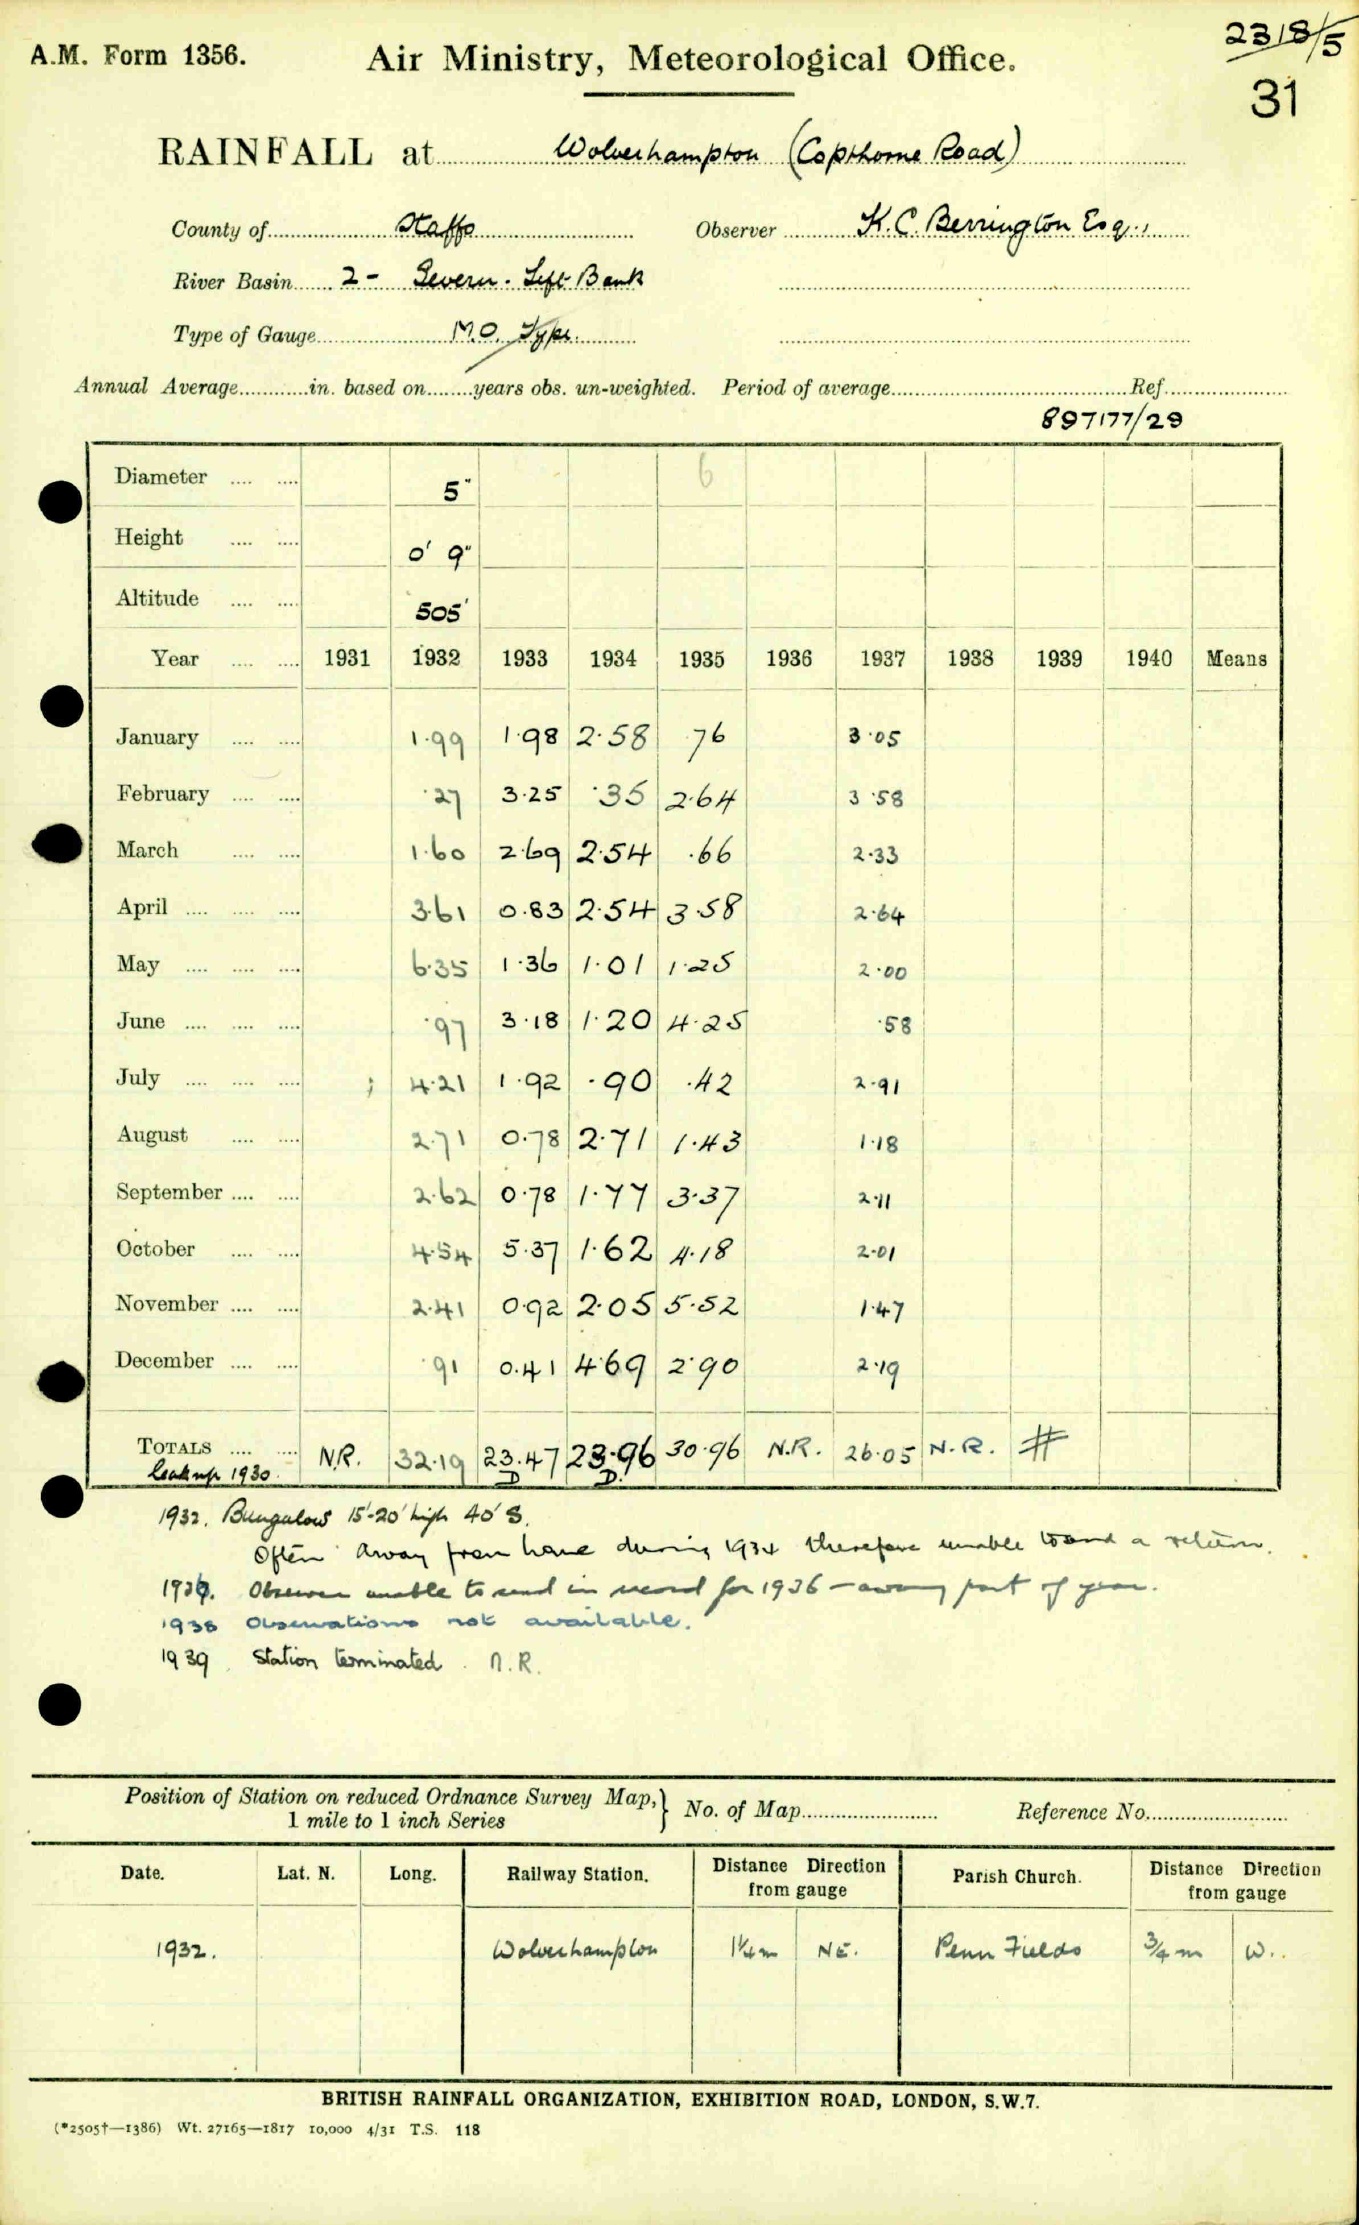 2318/5
A.M. Form 1356. Air Ministry, Meteorological Office.
31
RAINFALL at Wolverhampton (Copthorne Road)
County of Staffs Observer K. C. Berrington Esq.,
River Basin 2 - Severn. Left Bank
Type of Gauge M.O. Type.
Annual Average in. based on years obs. un-weighted. Period of average Ref.
897177/29
Diameter 5" 6
Height 0' 9"
Altitude 505'
Year 1931 1932 1933 1934 1935 1936 1937 1938 1939 1940 Means
January 1.99 1.98 2.58 .76 3.05
February .27 3.25 .35 2.64 3.58
March 1.60 2.69 2.54 .66 2.33
April 3.61 0.83 2.54 3.58 2.64
May 6.35 1.36 1.01 1.25 2.00
June .97 3.18 1.20 4.25 .58
July 4.21 1.92 .90 .42 2.91
August 2.71 0.78 2.71 1.43 1.18
September 2.62 0.78 1.77 3.37 2.11
October 4.54 5.37 1.62 4.18 2.01
November 2.41 0.92 2.05 5.52 1.47
December .91 0.41 4.69 2.90 2.19
TOTALS N.R. 32.19 23.47 23.96 30.96 N.R. 26.05 N.R. #
1930. D D.
1932. Bungalow 15'-20' high 40' S.
Often away from home during 1934 therefore unable to send a return.
1936. Observer unable to send in record for 1936 - away part of year.
1938 Observations not available.
1939. Station terminated. N.R.
Position of Station on reduced Ordnance Survey Map, } No. of Map Reference No.
1 mile to 1 inch Series
Date. Lat. N. Long. Railway Station. Distance Direction from gauge Parish Church. Distance Direction from gauge
1932. Wolverhampton 1¼ m NE. Penn Fields ¾ m W.
BRITISH RAINFALL ORGANIZATION, EXHIBITION ROAD, LONDON, S.W.7.
(*2505†—1386) Wt. 27165—1817 10,000 4/31 T.S. 118